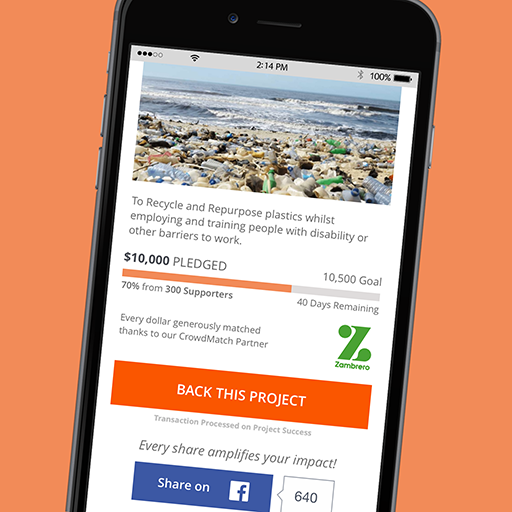 2:14 PM
100%
To Recycle and Repurpose plastics whilst
employing and training people with disability or
other barriers to work.
$10,000 PLEDGED
10,500 Goal
70% from 300 Supporters
40 Days Remaining
Every dollar generously matched
thanks to our CrowdMatch Partner
Zambrero
BACK THIS PROJECT
Transaction Processed on Project Success
Every share amplifies your impact!
Share on
640